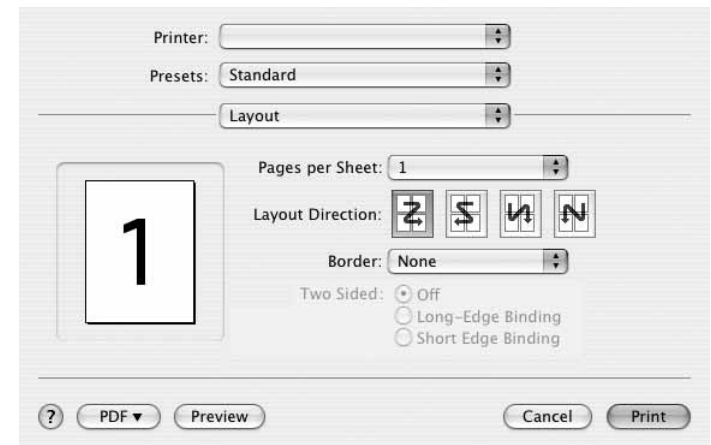 Printer:
Presets: Standard
Layout
Pages per Sheet: 1
1
Layout Direction:
Border: None
Two Sided: Off
Long-Edge Binding
Short Edge Binding
? PDF▼ Preview Cancel Print